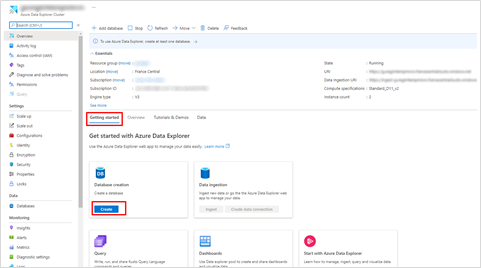 Azure Data Explorer Cluster
Search (Ctrl+/)
Overview
Activity log
Access control (IAM)
Tags
Diagnose and solve problems
Permissions
Query
Settings
Scale up
Scale out
Configurations
Identity
Encryption
Security
Properties
Locks
Data
Databases
Monitoring
Insights
Alerts
Metrics
Diagnostic settings
Add database
Stop
Refresh
Move
Delete
Feedback
To use Azure Data Explorer, create at least one database.
Essentials
Resource group (move) :
Location (move) : France Central
Subscription (move) :
Subscription ID :
Engine type : V3
See more
State : Running
URI :
Data Ingestion URI :
Compute specifications : Standard_D11_v2
Instance count : 2
Getting started
Overview
Tutorials & Demos
Data
Get started with Azure Data Explorer
Use the Azure Data Explorer web app to manage your data easily. Learn more
Database creation
Create a database
Create
Data ingestion
Ingest new data or go the the Azure Data Explorer web
app to manage your data.
Ingest
Create data connection
Query
Write, run, and share Kusto Query Language
Dashboards
Use Data explorer pool to create and share dashboards
and visualize data.
Start with Azure Data Explorer
Learn how to manage, ingest, query and visualize data.